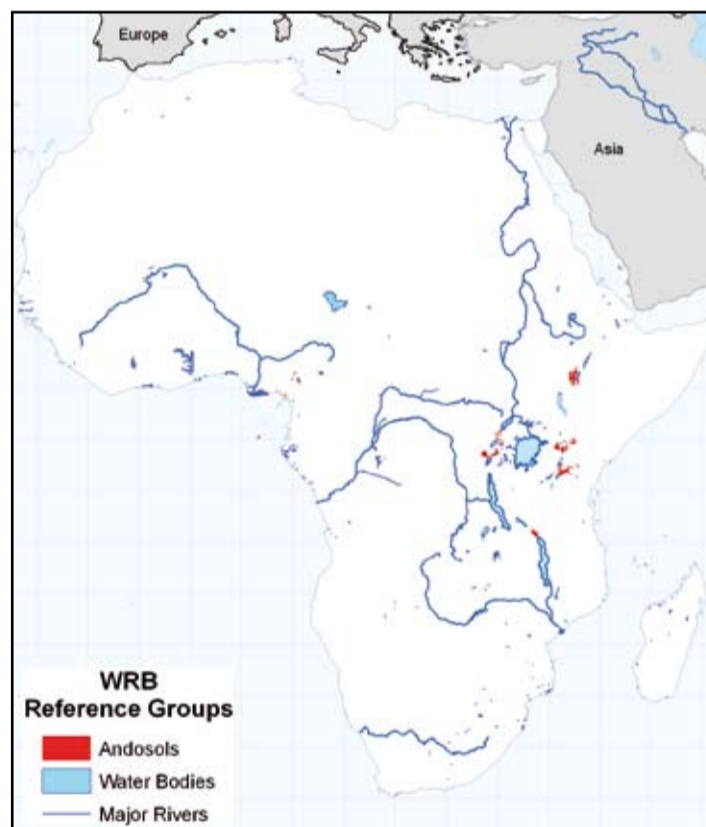 Europe
Asia
WRB
Reference Groups
Andosols
Water Bodies
Major Rivers